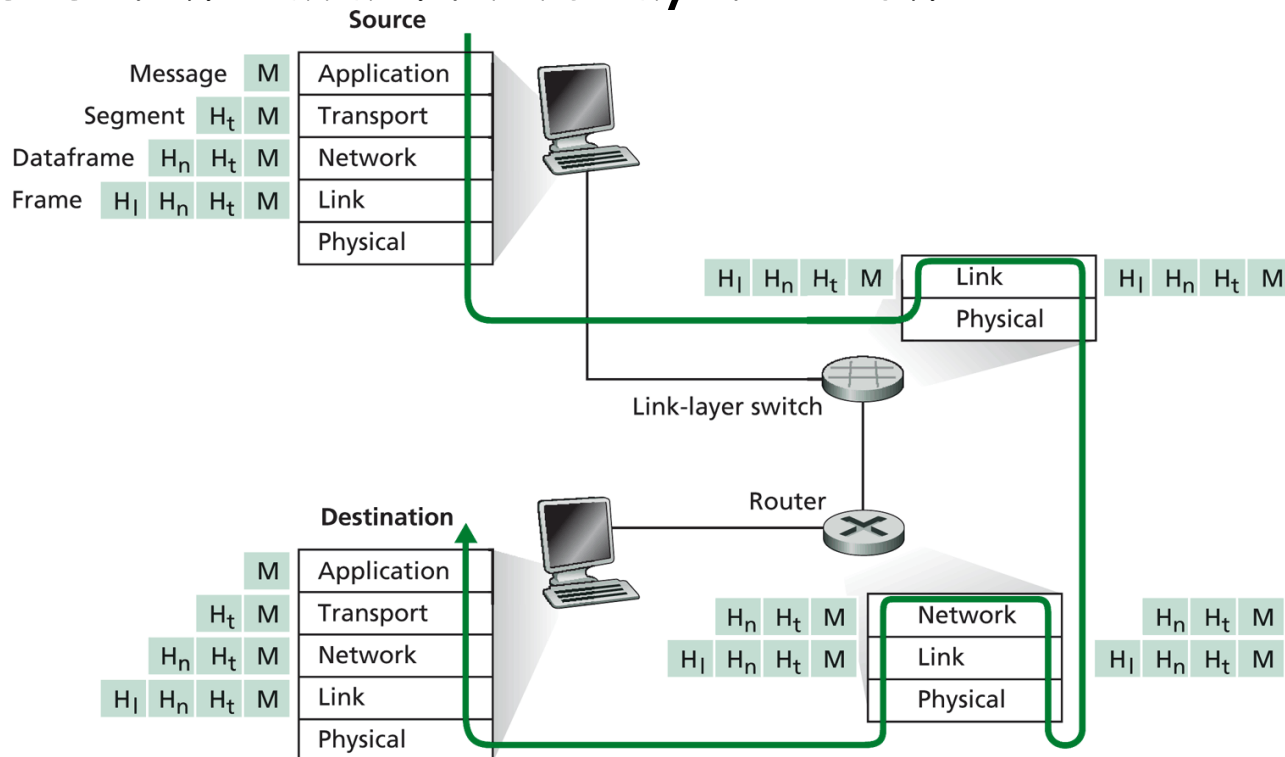 Source
Message M Application
Segment Ht M Transport
Dataframe Hn Ht M Network
Frame Hl Hn Ht M Link
Physical
Hl Hn Ht M Link Hl Hn Ht M
Physical
Link-layer switch
Router
Destination
M Application
Ht M Transport
Hn Ht M Network
Hl Hn Ht M Link
Physical
Hn Ht M Network Hn Ht M
Hl Hn Ht M Link Hl Hn Ht M
Physical